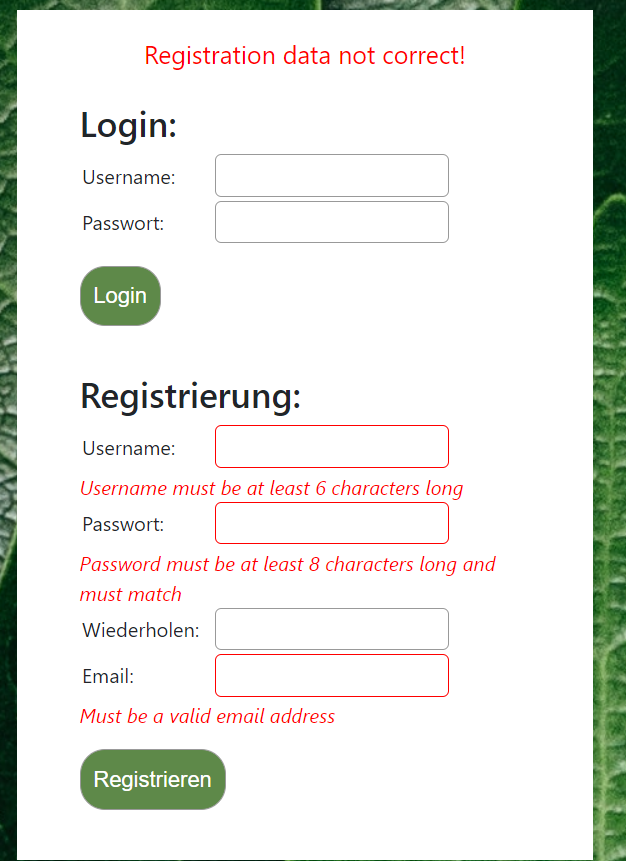 Registration data not correct!
Login:
Username:
Passwort:
Login
Registrierung:
Username:
Username must be at least 6 characters long
Passwort:
Password must be at least 8 characters long and
must match
Wiederholen:
Email:
Must be a valid email address
Registrieren